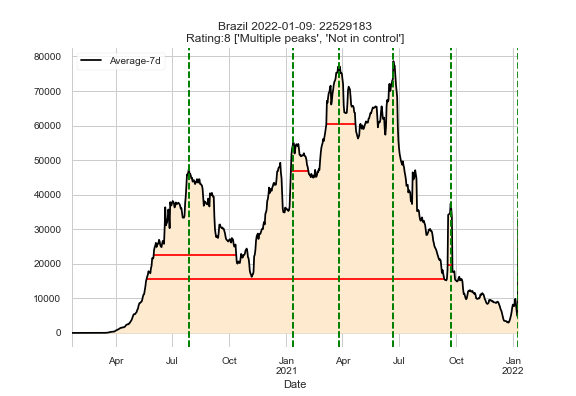 Brazil 2022-01-09: 22529183
Rating:8 ['Multiple peaks', 'Not in control']
Average-7d
80000
70000
60000
50000
40000
30000
20000
10000
0
Apr Jul Oct Jan Apr Jul Oct Jan
2021 2022
Date